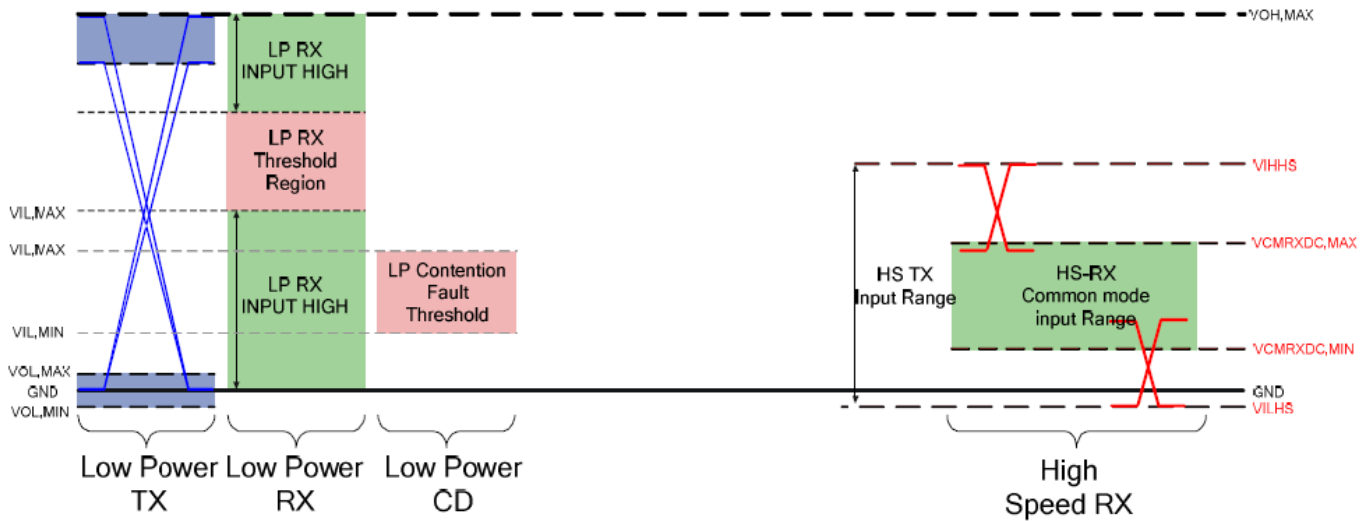 VOH,MAX
LP RX
INPUT HIGH
LP RX
Threshold
Region
VIHHS
VIL,MAX
VIL,MAX
VCMRXDC,MAX
LP RX
INPUT HIGH
LP Contention
Fault
Threshold
HS TX
Input Range
HS-RX
Common mode
input Range
VIL,MIN
VCMRXDC,MIN
VOL,MAX
GND
GND
VOL,MIN
VILHS
Low Power
TX
Low Power
RX
Low Power
CD
High
Speed RX